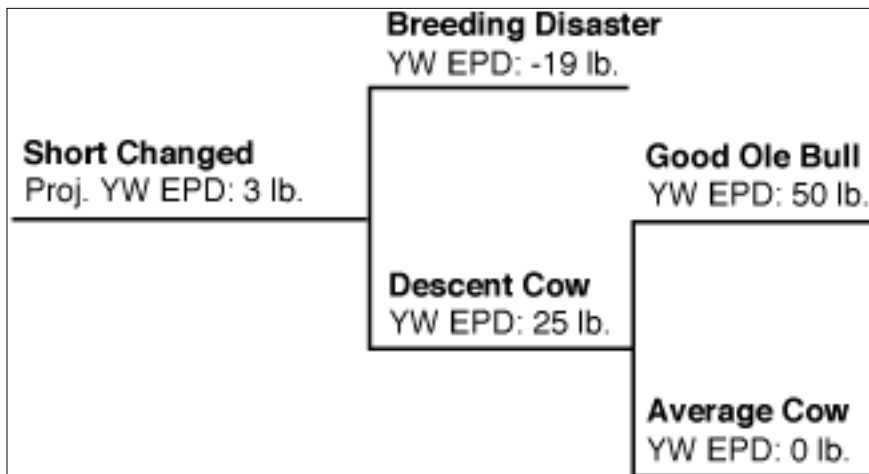 Breeding Disaster
YW EPD: -19 lb.
Short Changed
Proj. YW EPD: 3 lb.
Good Ole Bull
YW EPD: 50 lb.
Descent Cow
YW EPD: 25 lb.
Average Cow
YW EPD: 0 lb.